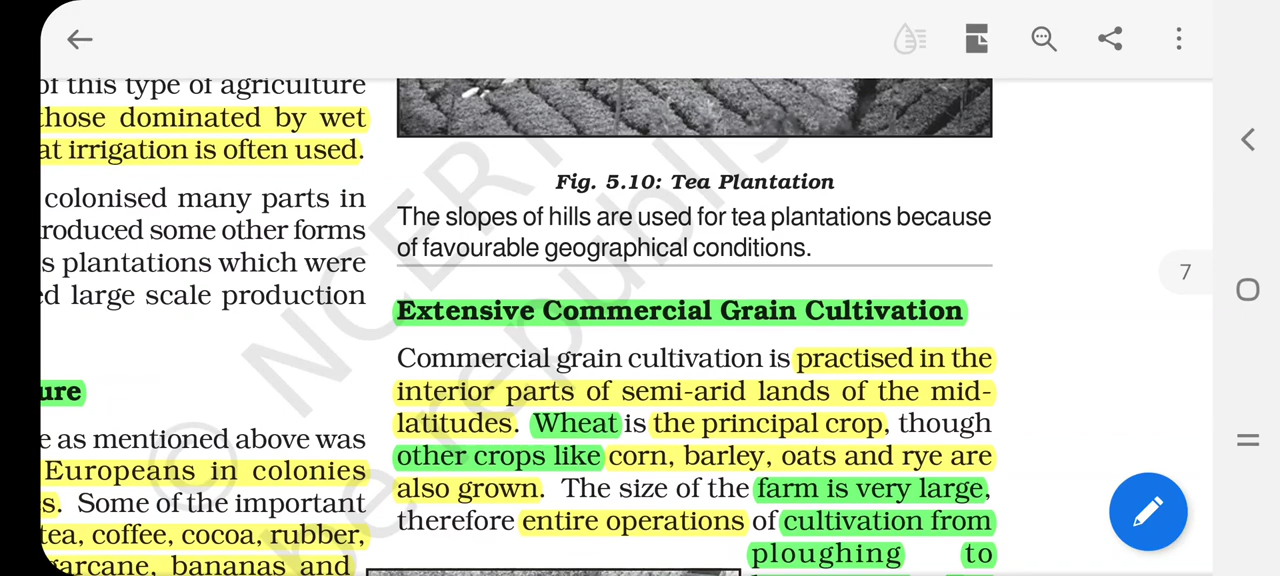 of this type of agriculture
those dominated by wet
at irrigation is often used.
colonised many parts in
roduced some other forms
s plantations which were
ed large scale production
ure
e as mentioned above was
Europeans in colonies
s. Some of the important
tea, coffee, cocoa, rubber,
garcane, bananas and
Fig. 5.10: Tea Plantation
The slopes of hills are used for tea plantations because
of favourable geographical conditions.
Extensive Commercial Grain Cultivation
Commercial grain cultivation is practised in the
interior parts of semi-arid lands of the mid-
latitudes. Wheat is the principal crop, though
other crops like corn, barley, oats and rye are
also grown. The size of the farm is very large,
therefore entire operations of cultivation from
ploughing to
© NCERT
be republis
7